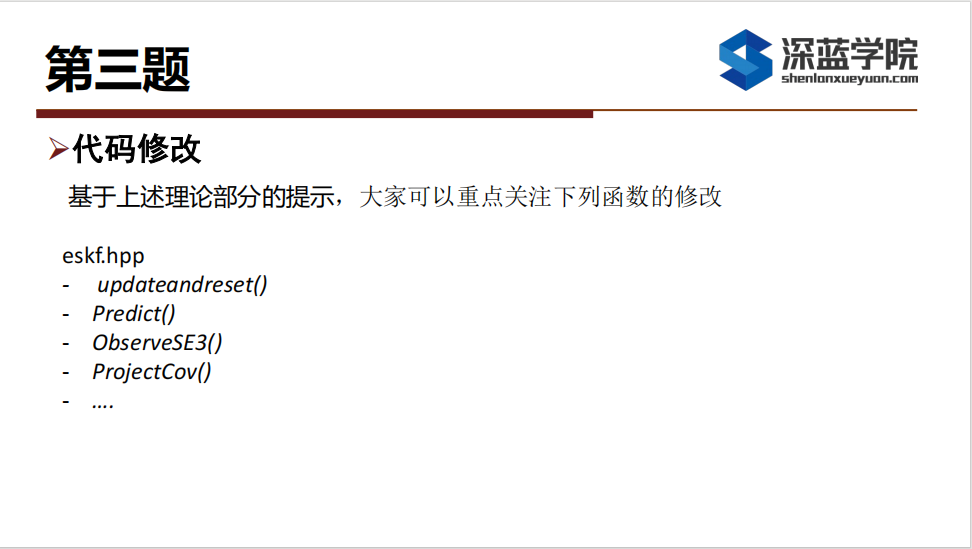 第三题
深蓝学院
shenlanxueyuan.com
➢代码修改
基于上述理论部分的提示，大家可以重点关注下列函数的修改
eskf.hpp
- updateandreset()
- Predict()
- ObserveSE3()
- ProjectCov()
- ....